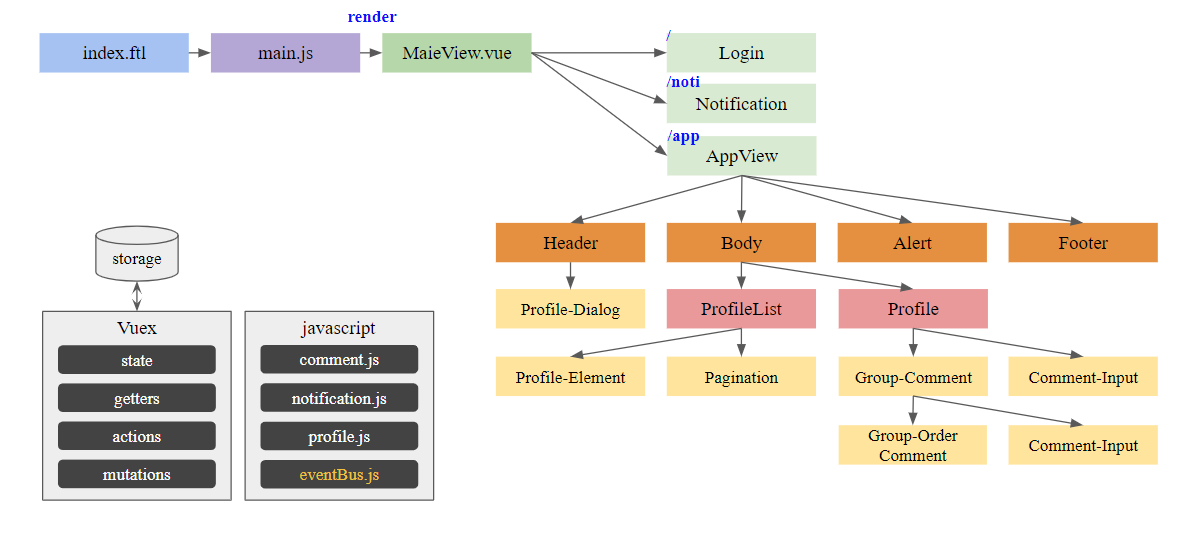 render
index.ftl
main.js
MaieView.vue
/
Login
/noti
Notification
/app
AppView
Header
Body
Alert
Footer
Profile-Dialog
ProfileList
Profile
Profile-Element
Pagination
Group-Comment
Comment-Input
Group-Order
Comment
Comment-Input
storage
Vuex
state
getters
actions
mutations
javascript
comment.js
notification.js
profile.js
eventBus.js